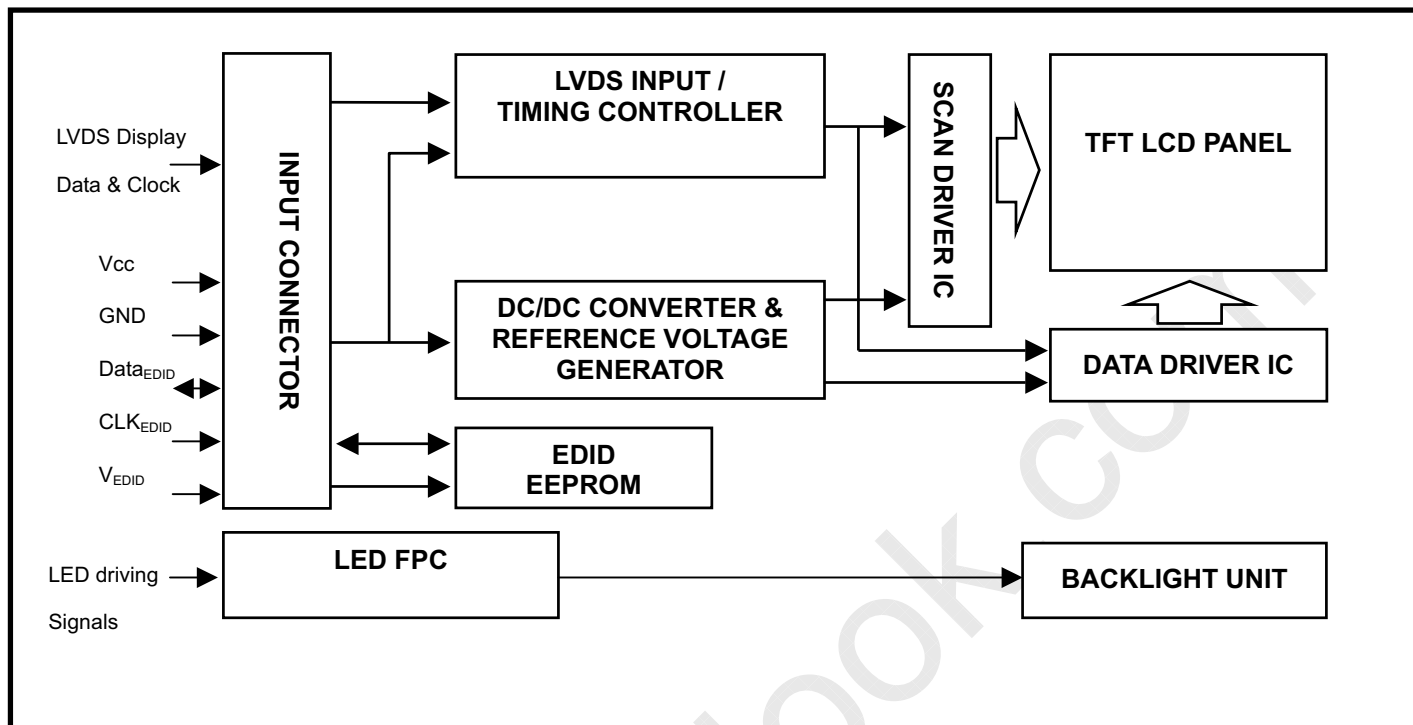 LVDS Display
Data & Clock
Vcc
GND
DataEDID
CLKEDID
VEDID
LED driving
Signals
INPUT CONNECTOR
LVDS INPUT /
TIMING CONTROLLER
DC/DC CONVERTER &
REFERENCE VOLTAGE
GENERATOR
EDID
EEPROM
LED FPC
SCAN DRIVER IC
TFT LCD PANEL
DATA DRIVER IC
BACKLIGHT UNIT
look.com